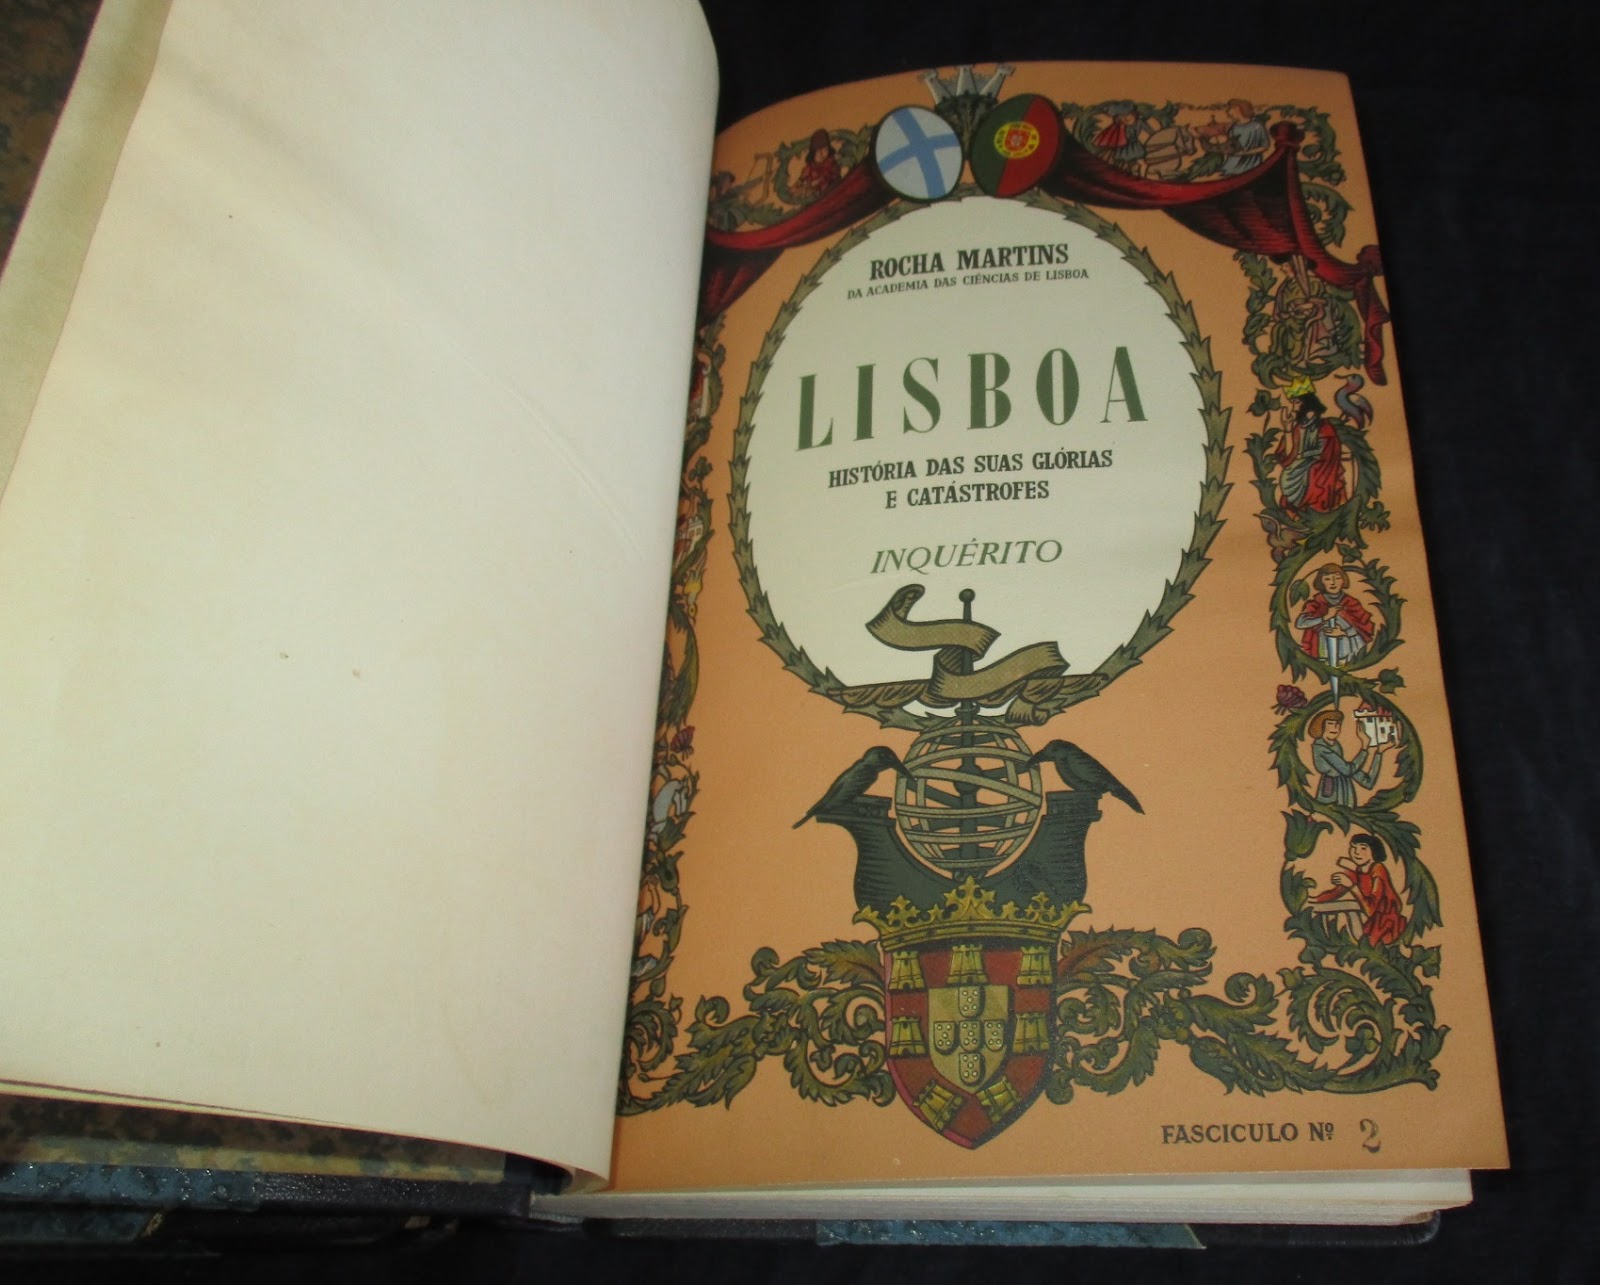 ROCHA MARTINS
DA ACADEMIA DAS CIÊNCIAS DE LISBOA
LISBOA
HISTÓRIA DAS SUAS GLÓRIAS
E CATÁSTROFES
INQUÉRITO
FASCICULO Nº 2